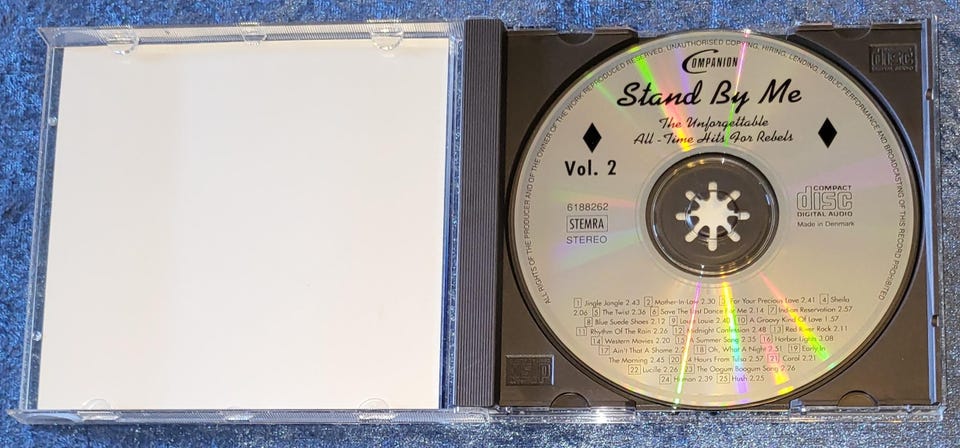 ALL RIGHTS OF THE PRODUCER AND OF THE OWNER OF THE WORK REPRODUCED RESERVED. UNAUTHORISED COPYING, HIRING, LENDING, PUBLIC PERFORMANCE AND BROADCASTING OF THIS RECORD PROHIBITED
COMPANION
Stand By Me
The Unforgettable
All-Time Hits For Rebels
Vol. 2
6188262
STEMRA
STEREO
COMPACT
disc
DIGITAL AUDIO
Made in Denmark
1 Jingle Jangle 2.43 2 Mother-In-Law 2.30 3 For Your Precious Love 2.41 4 Sheila
2.06 5 The Twist 2.36 6 Save The Last Dance For Me 2.14 7 Indian Reservation 2.57
8 Blue Suede Shoes 2.12 9 Louie Louie 2.40 10 A Groovy Kind Of Love 1.57
11 Rhythm Of The Rain 2.26 12 Midnight Confession 2.48 13 Red River Rock 2.11
14 Western Movies 2.20 15 A Summer Song 2.35 16 Harbor Lights 3.08
17 Ain't That A Shame 18 Oh, What A Night 2.51 19 Early In
The Morning 2.45 20 24 Hours From Tulsa 2.57 21 Carol 2.21
22 Lucille 2.26 23 The Oogum Boogum Song 2.26
24 Human 2.39 25 Hush 2.25
disc
DIGITAL AUDIO